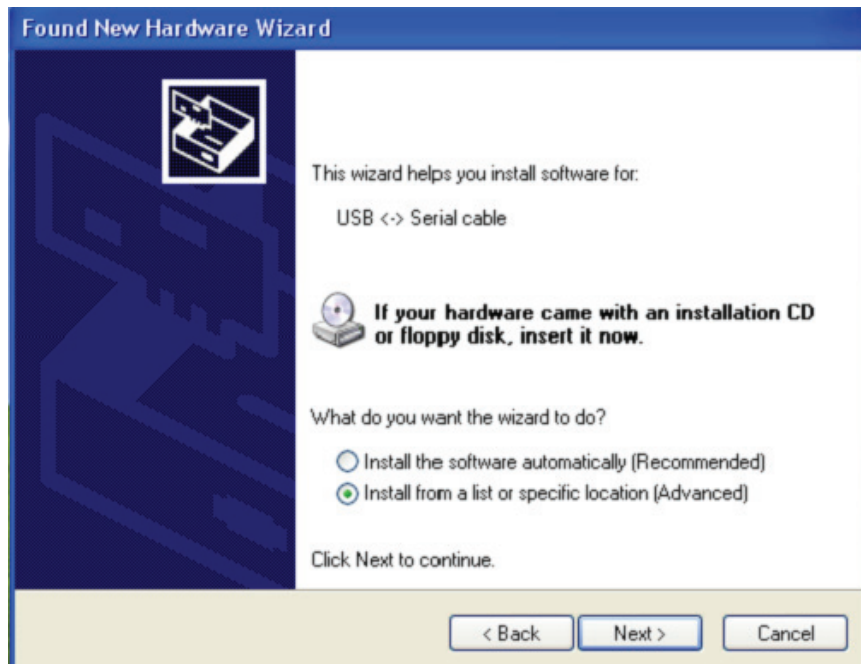 Found New Hardware Wizard
This wizard helps you install software for:
USB <-> Serial cable
If your hardware came with an installation CD
or floppy disk, insert it now.
What do you want the wizard to do?
Install the software automatically (Recommended)
Install from a list or specific location (Advanced)
Click Next to continue.
< Back Next > Cancel